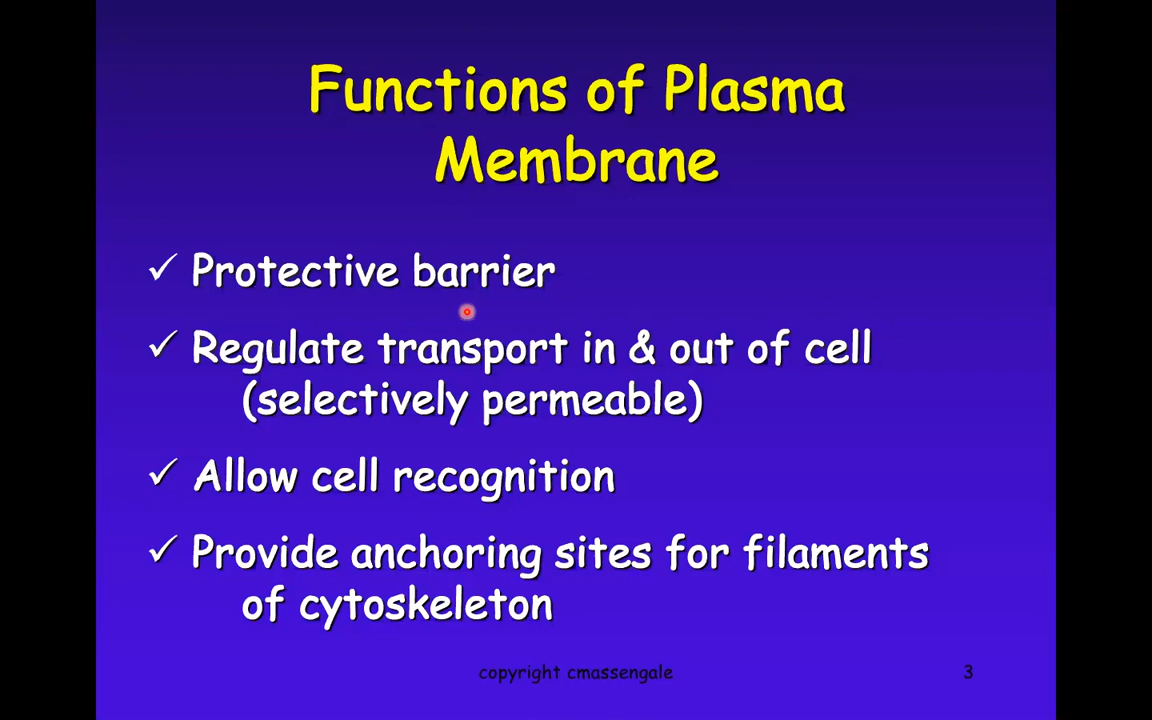 Functions of Plasma
Membrane
✓ Protective barrier
✓ Regulate transport in & out of cell
(selectively permeable)
✓ Allow cell recognition
✓ Provide anchoring sites for filaments
of cytoskeleton
copyright cmassengale
3